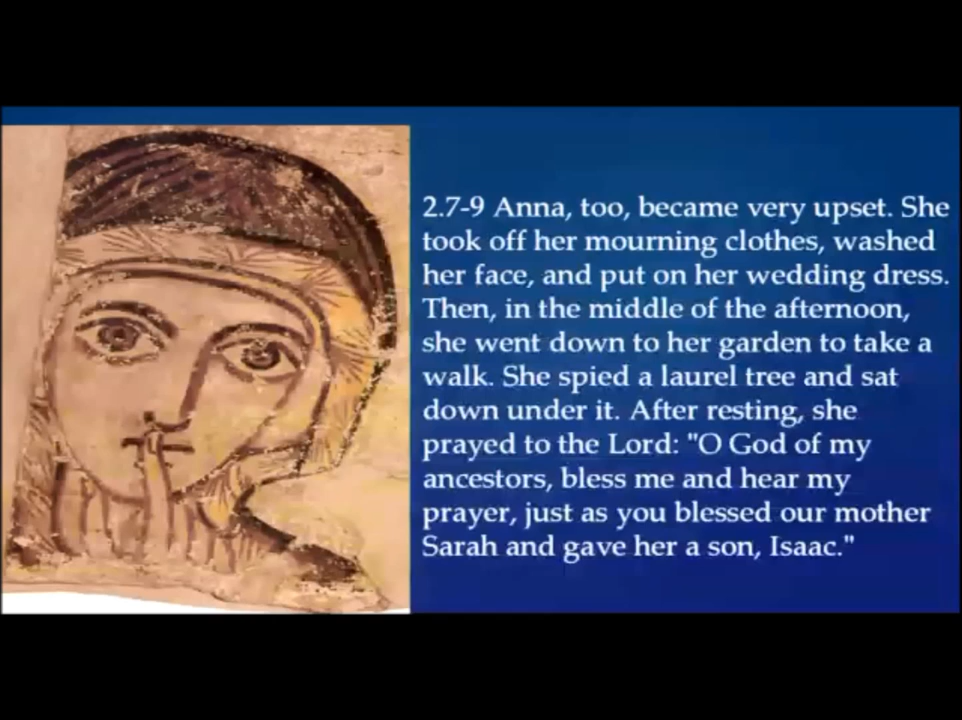 2.7-9 Anna, too, became very upset. She
took off her mourning clothes, washed
her face, and put on her wedding dress.
Then, in the middle of the afternoon,
she went down to her garden to take a
walk. She spied a laurel tree and sat
down under it. After resting, she
prayed to the Lord: "O God of my
ancestors, bless me and hear my
prayer, just as you blessed our mother
Sarah and gave her a son, Isaac."